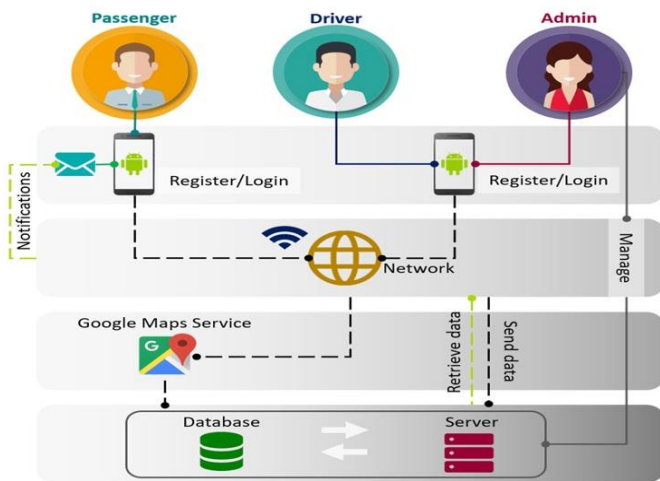 Passenger
Driver
Admin
Register/Login
Register/Login
Notifications
Network
Manage
Google Maps Service
G
Retrieve data
Send data
Database
Server